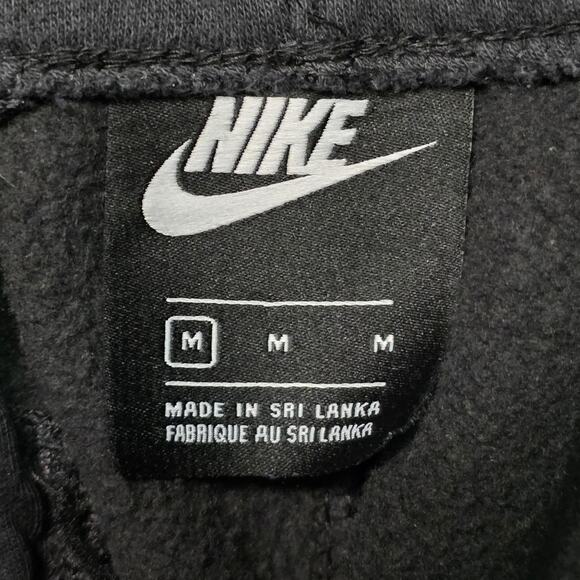 NIKE
M M M
MADE IN SRI LANKA
FABRIQUE AU SRI LANKA